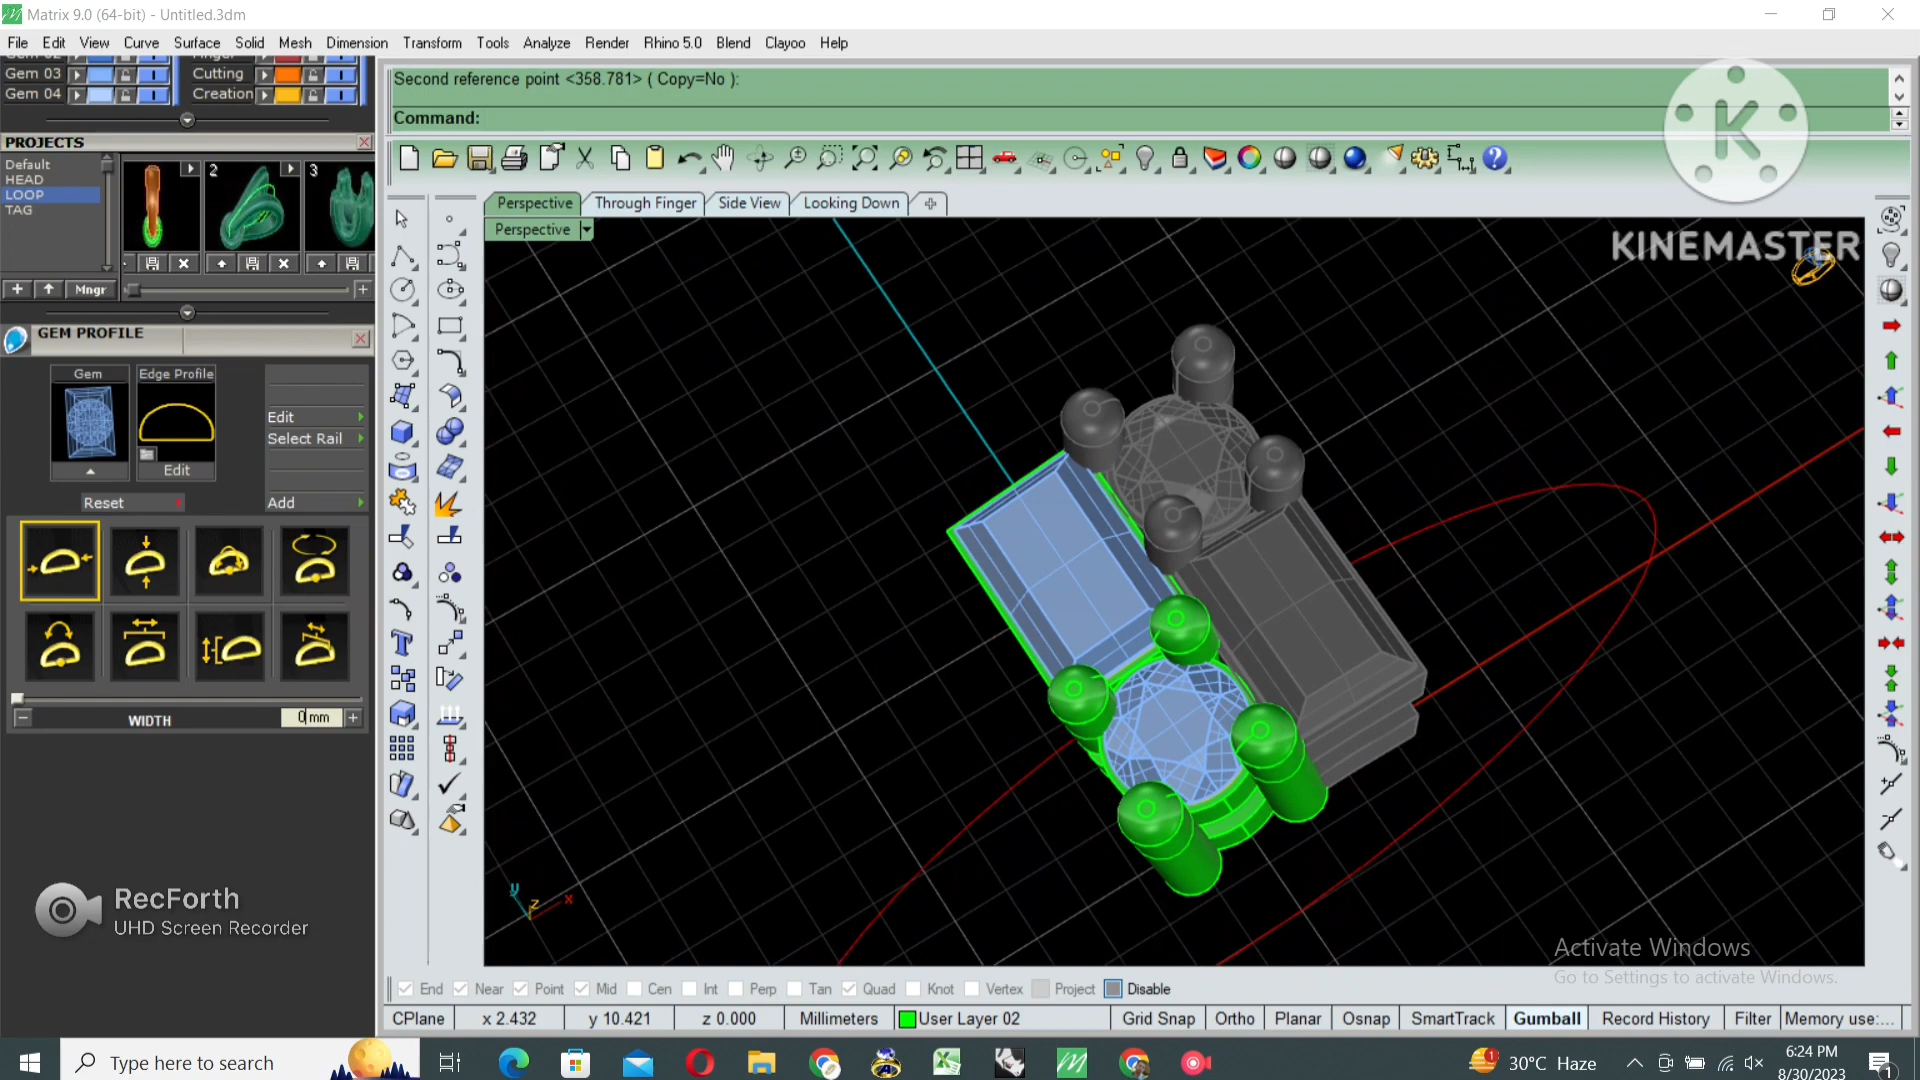 Matrix 9.0 (64-bit) - Untitled.3dm
File Edit View Curve Surface Solid Mesh Dimension Transform Tools Analyze Render Rhino 5.0 Blend Clayoo Help
Gem 03 Cutting
Gem 04 Creation
Second reference point <358.781> ( Copy=No ):
Command:
PROJECTS
Default
HEAD
LOOP
TAG
2
3
Mngr
Perspective Through Finger Side View Looking Down
Perspective
KINEMASTER
K
GEM PROFILE
Gem Edge Profile
Edit
Select Rail
Edit
Reset Add
WIDTH 0 mm
RecForth
UHD Screen Recorder
y
z
x
Activate Windows
Go to Settings to activate Windows.
End Near Point Mid Cen Int Perp Tan Quad Knot Vertex Project Disable
CPlane x 2.432 y 10.421 z 0.000 Millimeters User Layer 02 Grid Snap Ortho Planar Osnap SmartTrack Gumball Record History Filter Memory use:...
Type here to search
1
30°C Haze
6:24 PM
8/30/2023
1